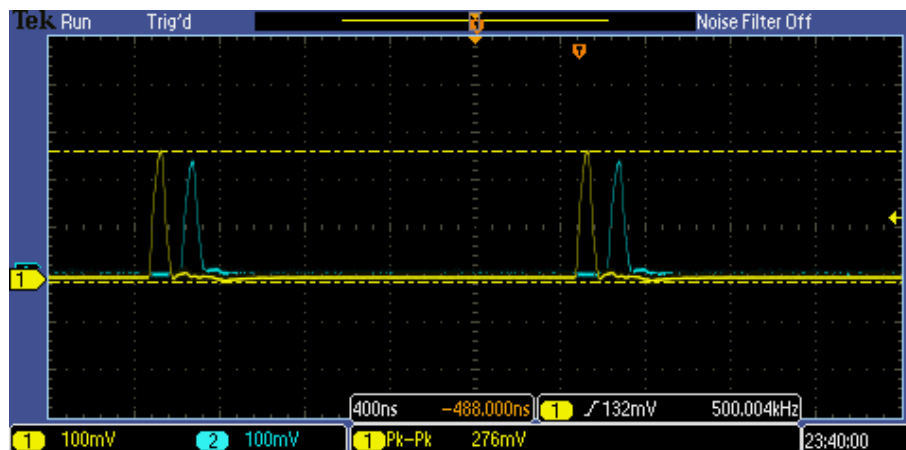 Tek Run Trig'd Noise Filter Off
T
T
1
400ns -488.000ns 1 132mV 500.004kHz
1 100mV 2 100mV 1 Pk-Pk 276mV 23:40:00